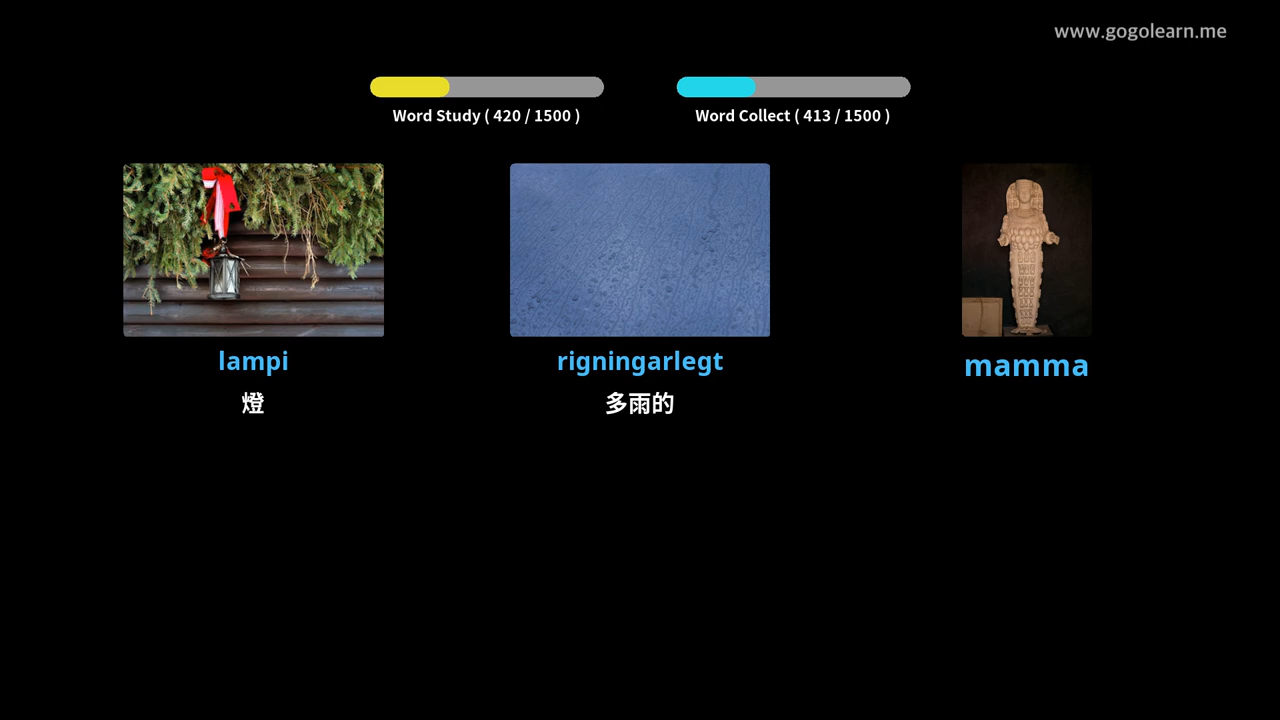 www.gogolearn.me
Word Study ( 420 / 1500 )
Word Collect ( 413 / 1500 )
lampi
燈
rigningarlegt
多雨的
mamma